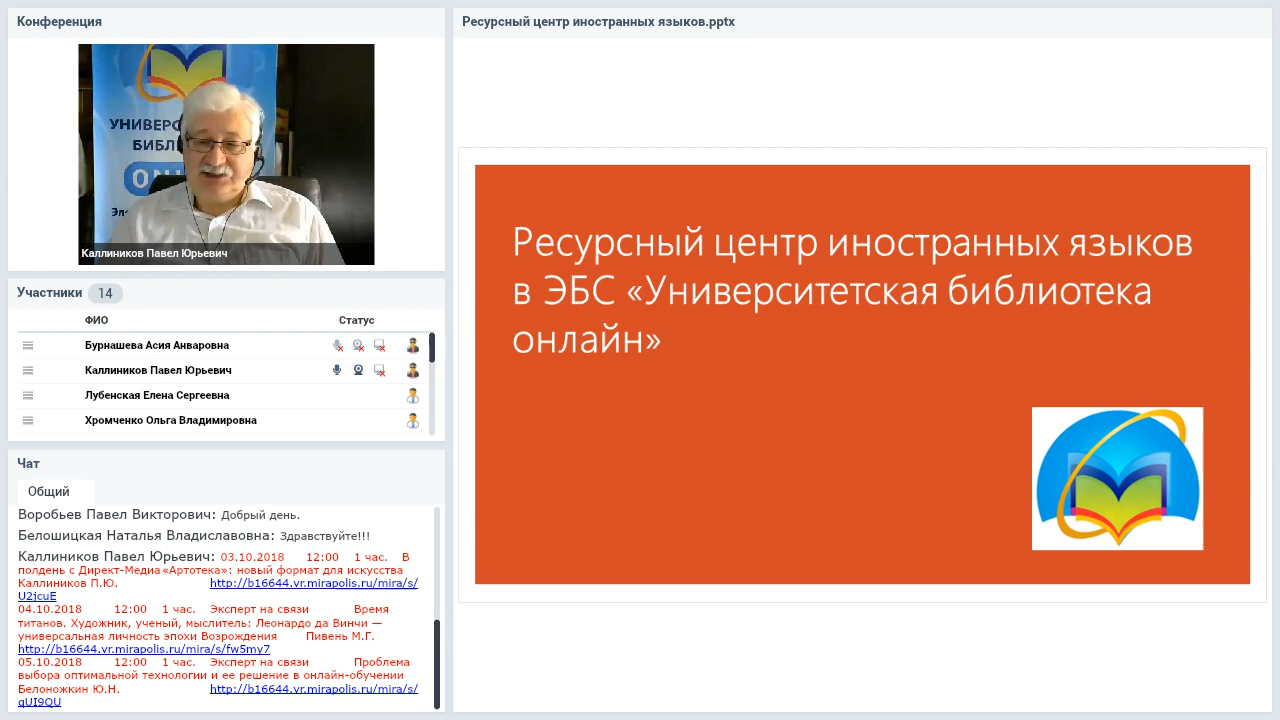 Конференция
УНИВЕРС
БИБЛИ
ON
Эле
Каллиников Павел Юрьевич
Участники 14
ФИО Статус
Бурнашева Асия Анваровна
Каллиников Павел Юрьевич
Лубенская Елена Сергеевна
Хромченко Ольга Владимировна
Чат
Общий
Воробьев Павел Викторович: Добрый день.
Белошицкая Наталья Владиславовна: Здравствуйте!!!
Каллиников Павел Юрьевич: 03.10.2018 12:00 1 час. В
полдень с Директ-Медиа «Артотека»: новый формат для искусства
Каллиников П.Ю. http://b16644.vr.mirapolis.ru/mira/s/
U2jcuE
04.10.2018 12:00 1 час. Эксперт на связи Время
титанов. Художник, ученый, мыслитель: Леонардо да Винчи —
универсальная личность эпохи Возрождения Пивень М.Г.
http://b16644.vr.mirapolis.ru/mira/s/fw5my7
05.10.2018 12:00 1 час. Эксперт на связи Проблема
выбора оптимальной технологии и ее решение в онлайн-обучении
Белоножкин Ю.Н. http://b16644.vr.mirapolis.ru/mira/s/
qUI9QU
Ресурсный центр иностранных языков.pptx
Ресурсный центр иностранных языков
в ЭБС «Университетская библиотека
онлайн»